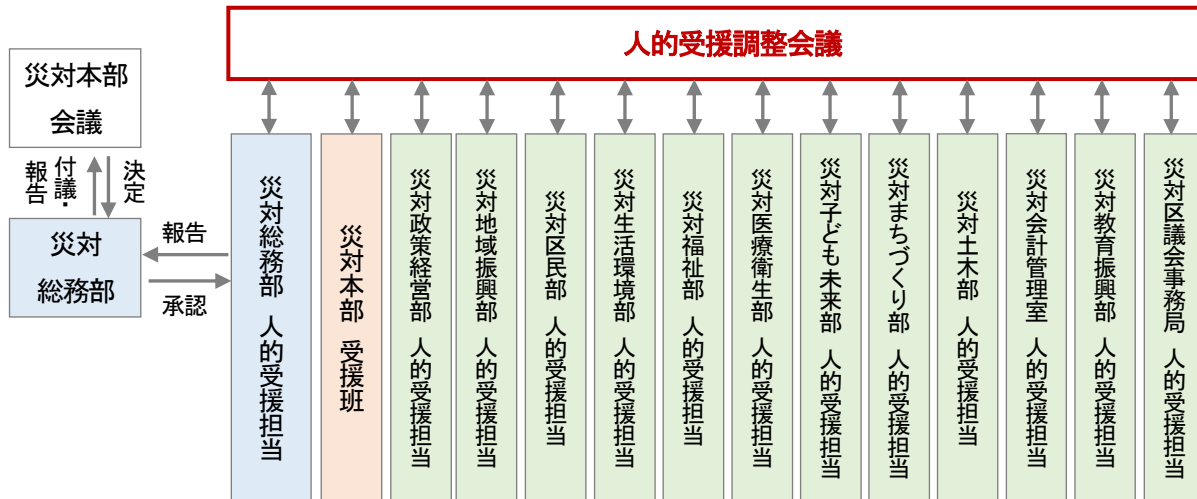 人的受援調整会議
災対本部
会議
付議・
報告
決定
災対
総務部
報告
承認
災対総務部 人的受援担当
災対本部 受援班
災対政策経営部 人的受援担当
災対地域振興部 人的受援担当
災対区民部 人的受援担当
災対生活環境部 人的受援担当
災対福祉部 人的受援担当
災対医療衛生部 人的受援担当
災対子ども未来部 人的受援担当
災対まちづくり部 人的受援担当
災対土木部 人的受援担当
災対会計管理室 人的受援担当
災対教育振興部 人的受援担当
災対区議会事務局 人的受援担当